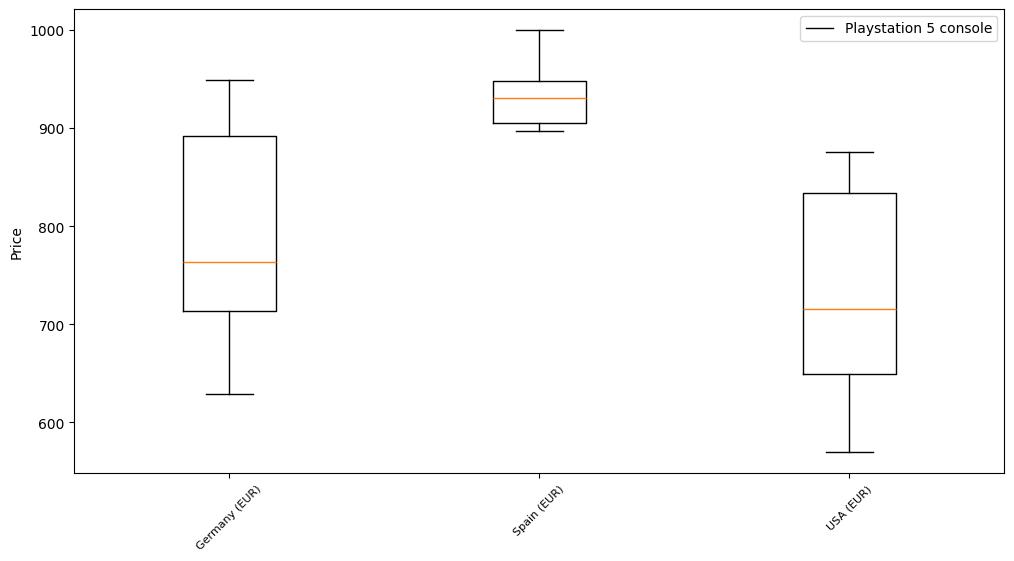 Playstation 5 console
1000
900
800
700
600
Price
Germany (EUR)
Spain (EUR)
USA (EUR)